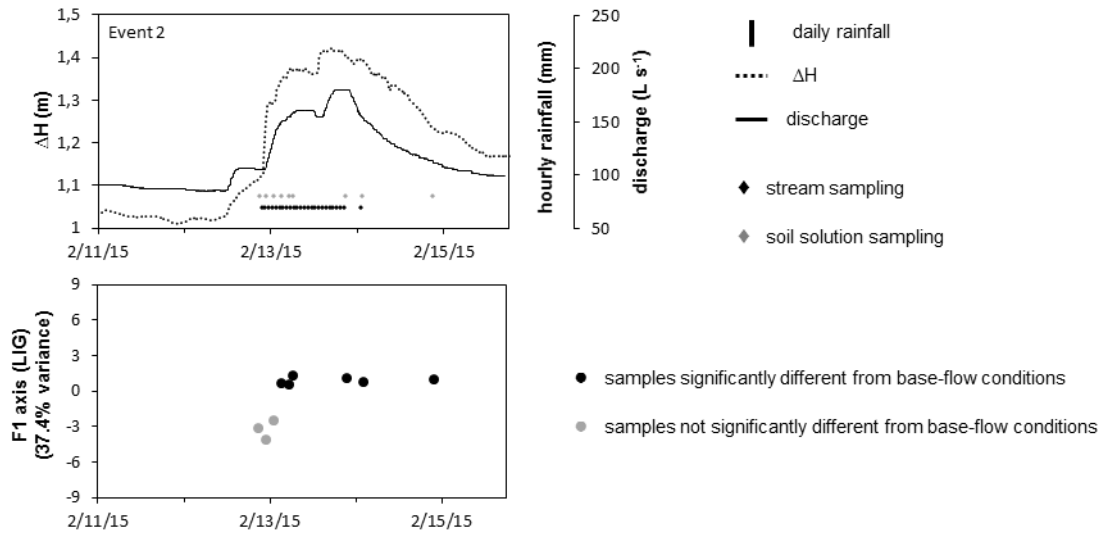 Event 2
1,5
1,4
1,3
1,2
1,1
1
ΔH (m)
2/11/15
2/13/15
2/15/15
250
200
150
100
50
hourly rainfall (mm)
discharge (L s⁻¹)
daily rainfall
ΔH
discharge
stream sampling
soil solution sampling
9
6
3
0
-3
-6
-9
F1 axis (LIG)
(37.4% variance)
2/11/15
2/13/15
2/15/15
samples significantly different from base-flow conditions
samples not significantly different from base-flow conditions